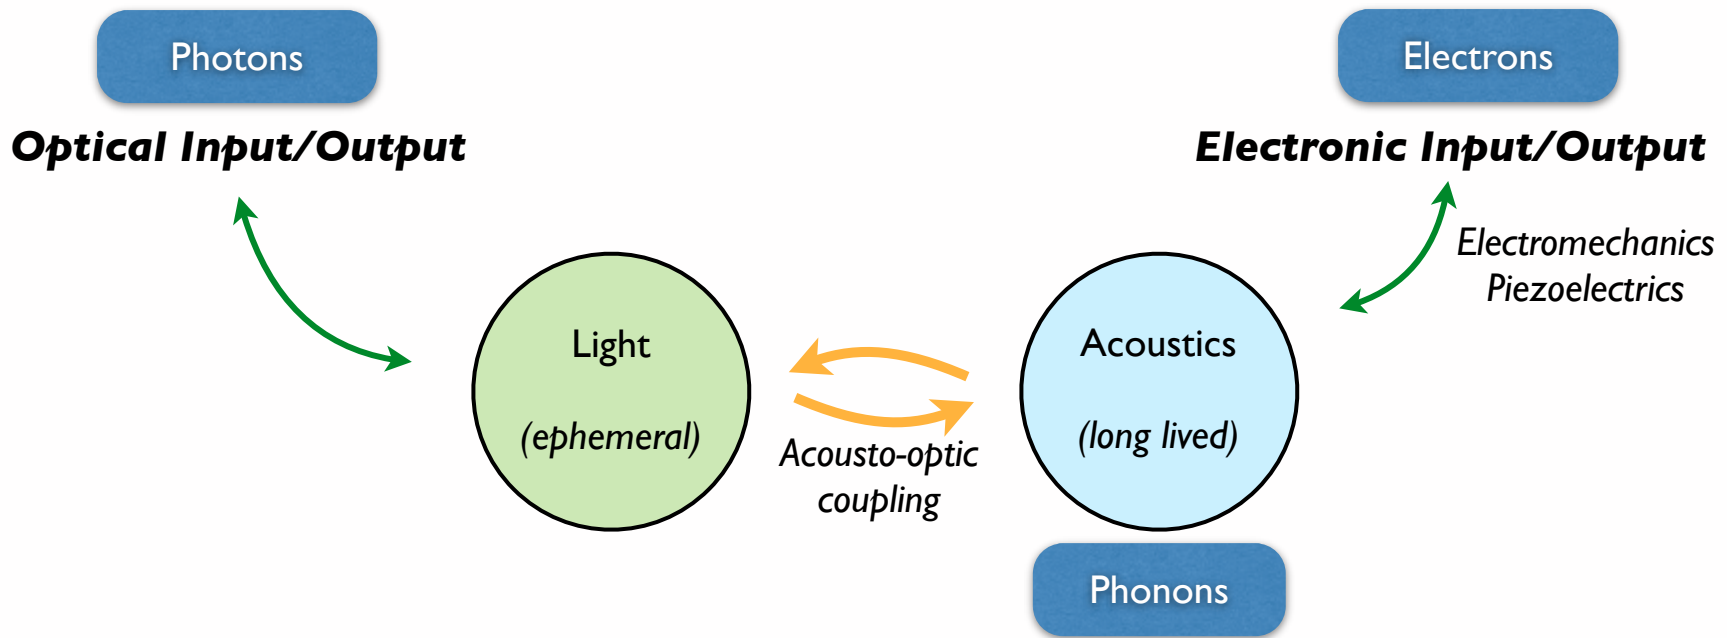 Photons
Electrons
Optical Input/Output
Electronic Input/Output
Electromechanics
Piezoelectrics
Light
(ephemeral)
Acousto-optic
coupling
Acoustics
(long lived)
Phonons